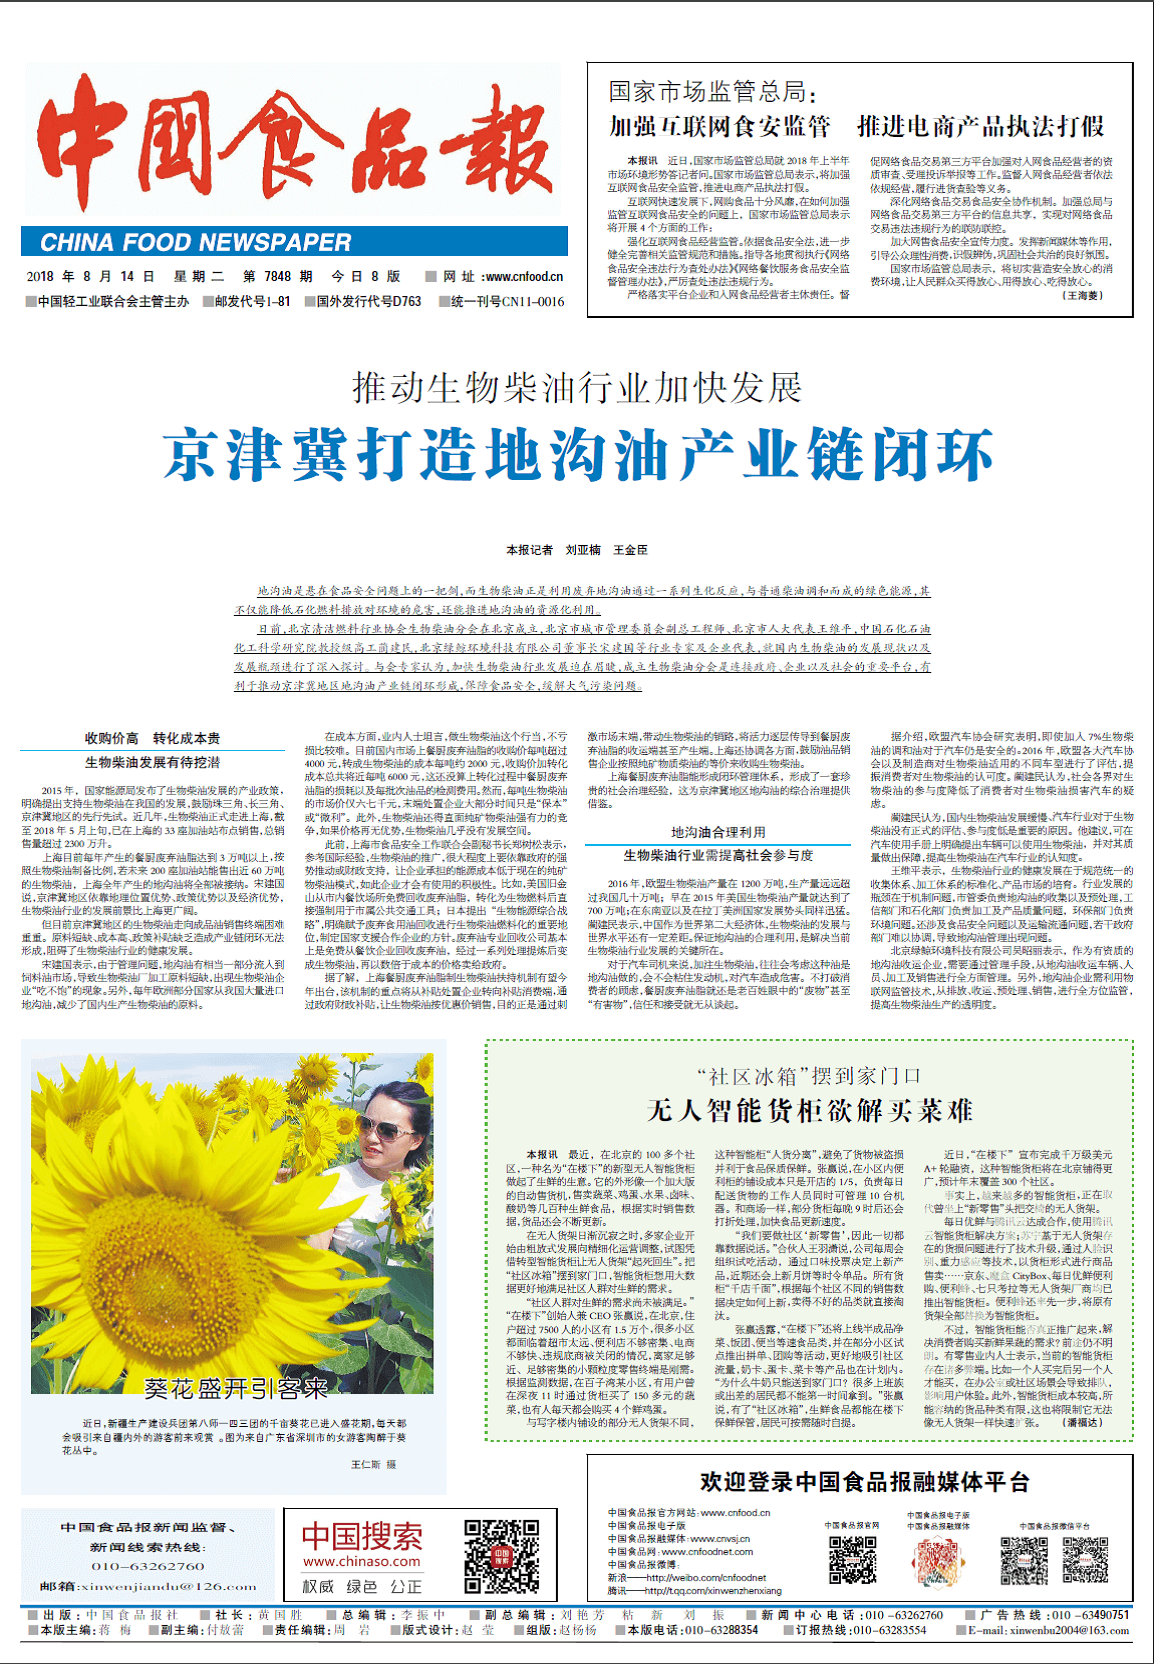 中國食品報
CHINA FOOD NEWSPAPER
2018 年 8 月 14 日 星期二 第 7848 期 今日 8 版 ■网址:www.cnfood.cn
■中国轻工业联合会主管主办 ■邮发代号1-81 ■国外发行代号D763 ■统一刊号CN11-0016
国家市场监管总局：
加强互联网食安监管 推进电商产品执法打假
本报讯 近日,国家市场监管总局就 2018 年上半年
市场环境形势答记者问。国家市场监管总局表示,将加强
互联网食品安全监管,推进电商产品执法打假。
互联网快速发展下,网购食品十分风靡,在如何加强
监管互联网食品安全的问题上，国家市场监管总局表示
将开展 4 个方面的工作：
强化互联网食品经营监管。依据食品安全法,进一步
健全完善相关监管规范和措施。指导各地贯彻执行《网络
食品安全违法行为查处办法》《网络餐饮服务食品安全监
督管理办法》,严厉查处违法违规行为。
严格落实平台企业和入网食品经营者主体责任。督
促网络食品交易第三方平台加强对入网食品经营者的资
质审查、受理投诉举报等工作。监督入网食品经营者依法
依规经营,履行进货查验等义务。
深化网络食品交易食品安全协作机制。加强总局与
网络食品交易第三方平台的信息共享，实现对网络食品
交易违法违规行为的联防联控。
加大网售食品安全宣传力度。发挥新闻媒体等作用,
引导公众理性消费,识假辨伪,巩固社会共治的良好氛围。
国家市场监管总局表示，将切实营造安全放心的消
费环境,让人民群众买得放心、用得放心、吃得放心。
(王海菱)
推动生物柴油行业加快发展
京津冀打造地沟油产业链闭环
本报记者 刘亚楠 王金臣
地沟油是悬在食品安全问题上的一把剑,而生物柴油正是利用废弃地沟油通过一系列生化反应,与普通柴油调和而成的绿色能源,其
不仅能降低石化燃料排放对环境的危害,还能推进地沟油的资源化利用。
日前,北京清洁燃料行业协会生物柴油分会在北京成立,北京市城市管理委员会副总工程师、北京市人大代表王维平,中国石化石油
化工科学研究院教授级高工蔺建民,北京绿鲸环境科技有限公司董事长宋建国等行业专家及企业代表,就国内生物柴油的发展现状以及
发展瓶颈进行了深入探讨。与会专家认为,加快生物柴油行业发展迫在眉睫,成立生物柴油分会是连接政府、企业以及社会的重要平台,有
利于推动京津冀地区地沟油产业链闭环形成,保障食品安全,缓解大气污染问题。
收购价高 转化成本贵
生物柴油发展有待挖潜
2015 年，国家能源局发布了生物柴油发展的产业政策,
明确提出支持生物柴油在我国的发展,鼓励珠三角、长三角、
京津冀地区的先行先试。近几年,生物柴油正式走进上海,截
至 2018 年 5 月上旬,已在上海的 33 座加油站布点销售,总销
售量超过 2300 万升。
上海目前每年产生的餐厨废弃油脂达到 3 万吨以上,按
照生物柴油制备比例,若未来 200 座加油站能售出近 60 万吨
的生物柴油，上海全年产生的地沟油将全部被接纳。宋建国
说,京津冀地区依靠地理位置优势、政策优势以及经济优势,
生物柴油行业的发展前景比上海更广阔。
但目前京津冀地区的生物柴油走向成品油销售终端困难
重重。原料短缺、成本高、政策补贴缺乏造成产业链闭环无法
形成,阻碍了生物柴油行业的健康发展。
宋建国表示,由于管理问题,地沟油有相当一部分流入到
饲料油市场,导致生物柴油厂加工原料短缺,出现生物柴油企
业“吃不饱”的现象。另外,每年欧洲部分国家从我国大量进口
地沟油,减少了国内生产生物柴油的原料。
在成本方面,业内人士坦言,做生物柴油这个行当,不亏
损比较难。目前国内市场上餐厨废弃油脂的收购价每吨超过
4000 元,转成生物柴油的成本每吨约 2000 元,收购价加转化
成本总共将近每吨 6000 元,这还没算上转化过程中餐厨废弃
油脂的损耗以及每批次油品的检测费用。然而,每吨生物柴油
的市场价仅六七千元,末端处置企业大部分时间只是“保本”
或“微利”。此外,生物柴油还得直面纯矿物柴油强有力的竞
争,如果价格再无优势,生物柴油几乎没有发展空间。
此前,上海市食品安全工作联合会副秘书长郑树松表示,
参考国际经验,生物柴油的推广,很大程度上要依靠政府的强
势推动或财政支持，让企业承担的能源成本低于现在的纯矿
物柴油模式,如此企业才会有使用的积极性。比如,美国旧金
山从市内餐饮场所免费回收废弃油脂，转化为生物燃料后直
接强制用于市属公共交通工具；日本提出“生物能源综合战
略”,明确赋予废弃食用油回收进行生物柴油燃料化的重要地
位,制定国家支援合作企业的方针;废弃油专业回收公司基本
上是免费从餐饮企业回收废弃油，经过一系列处理提炼后变
成生物柴油,再以数倍于成本的价格卖给政府。
据了解，上海餐厨废弃油脂制生物柴油扶持机制有望今
年出台,该机制的重点将从补贴处置企业转向补贴消费端,通
过政府财政补贴,让生物柴油按优惠价销售,目的正是通过刺
激市场末端,带动生物柴油的销路,将活力逐层传导到餐厨废
弃油脂的收运端甚至产生端。上海还协调各方面,鼓励油品销
售企业按照纯矿物质柴油的等价来收购生物柴油。
上海餐厨废弃油脂能形成闭环管理体系，形成了一套珍
贵的社会治理经验，这为京津冀地区地沟油的综合治理提供
借鉴。
地沟油合理利用
生物柴油行业需提高社会参与度
2016 年,欧盟生物柴油产量在 1200 万吨,生产量远远超
过我国几十万吨；早在 2015 年美国生物柴油产量就达到了
700 万吨;在东南亚以及在拉丁美洲国家发展势头同样迅猛。
蔺建民表示,中国作为世界第二大经济体,生物柴油的发展与
世界水平还有一定差距。保证地沟油的合理利用,是解决当前
生物柴油行业发展的关键所在。
对于汽车司机来说,加注生物柴油,往往会考虑这种油是
地沟油做的,会不会粘住发动机,对汽车造成危害。不打破消
费者的顾虑,餐厨废弃油脂就还是老百姓眼中的“废物”甚至
“有害物”,信任和接受就无从谈起。
据介绍,欧盟汽车协会研究表明,即使加入 7%生物柴
油的调和油对于汽车仍是安全的。2016 年,欧盟各大汽车协
会以及制造商对生物柴油适用的不同车型进行了评估,提
振消费者对生物柴油的认可度。蔺建民认为,社会各界对生
物柴油的参与度降低了消费者对生物柴油损害汽车的疑
虑。
蔺建民认为,国内生物柴油发展缓慢,汽车行业对于生物
柴油没有正式的评估、参与度低是重要的原因。他建议,可在
汽车使用手册上明确提出车辆可以使用生物柴油，并对其质
量做出保障,提高生物柴油在汽车行业的认知度。
王维平表示，生物柴油行业的健康发展在于规范统一的
收集体系、加工体系的标准化、产品市场的培育。行业发展的
瓶颈在于机制问题,市管委负责地沟油的收集以及预处理,工
信部门和石化部门负责加工及产品质量问题，环保部门负责
环境问题。还涉及食品安全问题以及运输流通问题,若干政府
部门难以协调,导致地沟油管理出现问题。
北京绿鲸环境科技有限公司吴昭丽表示，作为有资质的
地沟油收运企业,需要通过管理手段,从地沟油收运车辆、人
员、加工及销售进行全方面管理。另外,地沟油企业需利用物
联网监管技术,从排放、收运、预处理、销售,进行全方位监管,
提高生物柴油生产的透明度。
葵花盛开引客来
近日,新疆生产建设兵团第八师一四三团的千亩葵花已进入盛花期,每天都
会吸引来自疆内外的游客前来观赏 。图为来自广东省深圳市的女游客陶醉于葵
花丛中。
王仁斯 摄
“社区冰箱”摆到家门口
无人智能货柜欲解买菜难
本报讯 最近，在北京的 100 多个社
区,一种名为“在楼下”的新型无人智能货柜
做起了生鲜的生意。它的外形像一个加大版
的自动售货机,售卖蔬菜、鸡蛋、水果、卤味、
酸奶等几百种生鲜食品，根据实时销售数
据,货品还会不断更新。
在无人货架日渐沉寂之时,多家企业开
始由粗放式发展向精细化运营调整,试图凭
借转型智能货柜让无人货架“起死回生”。把
“社区冰箱”摆到家门口,智能货柜想用大数
据更好地满足社区人群对生鲜的需求。
“社区人群对生鲜的需求尚未被满足。”
“在楼下”创始人兼 CEO 张赢说,在北京,住
户超过 7500 人的小区有 1.5 万个,很多小区
都面临着超市太远、便利店不够密集、电商
不够快、违规底商被关闭的情况,离家足够
近、足够密集的小颗粒度零售终端是刚需。
根据监测数据,在百子湾某小区,有用户曾
在深夜 11 时通过货柜买了 150 多元的蔬
菜,也有人每天都会购买 4 个鲜鸡蛋。
与写字楼内铺设的部分无人货架不同,
这种智能柜“人货分离”,避免了货物被盗损
并利于食品保质保鲜。张赢说,在小区内便
利柜的铺设成本只是开店的 1/5，负责每日
配送货物的工作人员同时可管理 10 台机
器。和商场一样,部分货柜每晚 9 时后还会
打折处理,加快食品更新速度。
“我们要做社区‘新零售’,因此一切都
靠数据说话。”合伙人王羽潇说,公司每周会
组织试吃活动，通过口味投票决定上新产
品,近期还会上新月饼等时令单品。所有货
柜“千店千面”,根据每个社区不同的销售数
据决定如何上新,卖得不好的品类就直接淘
汰。
张赢透露,“在楼下”还将上线半成品净
菜、饭团、便当等速食品类,并在部分小区试
点推出拼单、团购等活动,更好地吸引社区
流量,奶卡、蛋卡、菜卡等产品也在计划内。
“为什么牛奶只能送到家门口？很多上班族
或出差的居民都不能第一时间拿到。”张赢
说,有了“社区冰箱”,生鲜食品都能在楼下
保鲜保管,居民可按需随时自提。
近日,“在楼下”宣布完成千万级美元
A+ 轮融资，这种智能货柜将在北京铺得更
广,预计年末覆盖 300 个社区。
事实上,越来越多的智能货柜,正在取
代曾坐上“新零售”头把交椅的无人货架。
每日优鲜与腾讯云达成合作,使用腾讯
云智能货柜解决方案;苏宁基于无人货架存
在的货损问题进行了技术升级,通过人脸识
别、重力感应等技术,以货柜形式进行商品
售卖……京东、魔盒 CityBox、每日优鲜便利
购、便利蜂、七只考拉等无人货架厂商均已
推出智能货柜。便利蜂还率先一步,将原有
货架全部替换为智能货柜。
不过，智能货柜能否真正推广起来,解
决消费者购买新鲜果蔬的需求?前途仍不明
朗。有零售业内人士表示,当前的智能货柜
存在诸多弊端。比如一个人买完后另一个人
才能买，在办公室或社区场景会导致排队,
影响用户体验。此外,智能货柜成本较高,所
能容纳的货品种类有限,这也将限制它无法
像无人货架一样快速扩张。 (潘福达)
中国食品报新闻监督、
新闻线索热线:
010-63262760
邮箱:xinwenjiandu@126.com
中国搜索
www.chinaso.com
权威 绿色 公正
中国搜索
欢迎登录中国食品报融媒体平台
中国食品报官方网站:www.cnfood.cn
中国食品报电子版
中国食品报融媒体:www.cnvsj.cn
中国食品网:www.cnfoodnet.com
中国食品报微博:
新浪——http://weibo.com/cnfoodnet
腾讯——http://t.qq.com/xinwenzhenxiang
中国食品报官网
中国食品报电子版
中国食品报融媒体
中国食品报微信平台
■出版:中国食品报社 ■社长:黄国胜 ■总编辑:李振中 ■副总编辑:刘艳芳 粘新 刘振 ■新闻中心电话:010-63262760 ■广告热线:010-63490751
■本版主编:蒋梅 ■副主编:付放蕾 ■责任编辑:周岩 ■版式设计:赵莹 ■组版:赵杨杨 ■本版电话:010-63288354 ■订报热线:010-63283554 ■E-mail:xinwenbu2004@163.com